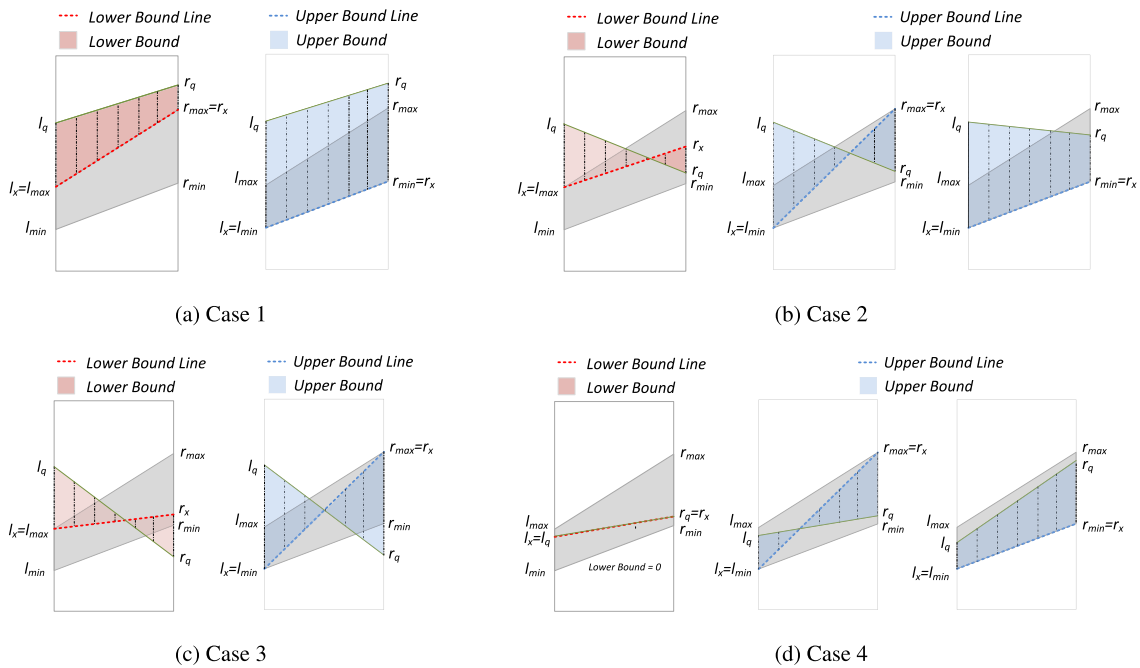 Lower Bound Line
Lower Bound
Upper Bound Line
Upper Bound
l_q
r_q
r_max=r_x
l_x=l_max
r_min
l_min
l_q
r_q
r_max
l_max
r_min=r_x
l_x=l_min
(a) Case 1
Lower Bound Line
Lower Bound
Upper Bound Line
Upper Bound
r_max
l_q
r_x
r_q
l_x=l_max
r_min
l_min
r_max=r_x
l_q
r_q
l_max
r_min
l_x=l_min
r_max
l_q
r_q
l_max
r_min=r_x
l_x=l_min
(b) Case 2
Lower Bound Line
Lower Bound
Upper Bound Line
Upper Bound
r_max
l_q
r_x
l_x=l_max
r_min
r_q
l_min
r_max=r_x
l_q
l_max
r_min
r_q
l_x=l_min
(c) Case 3
Lower Bound Line
Lower Bound
Upper Bound Line
Upper Bound
r_max
r_q=r_x
l_max
r_min
l_x=l_q
l_min
Lower Bound = 0
r_max=r_x
r_q
l_max
r_min
l_q
l_x=l_min
r_max
r_q
l_max
r_min=r_x
l_q
l_x=l_min
(d) Case 4